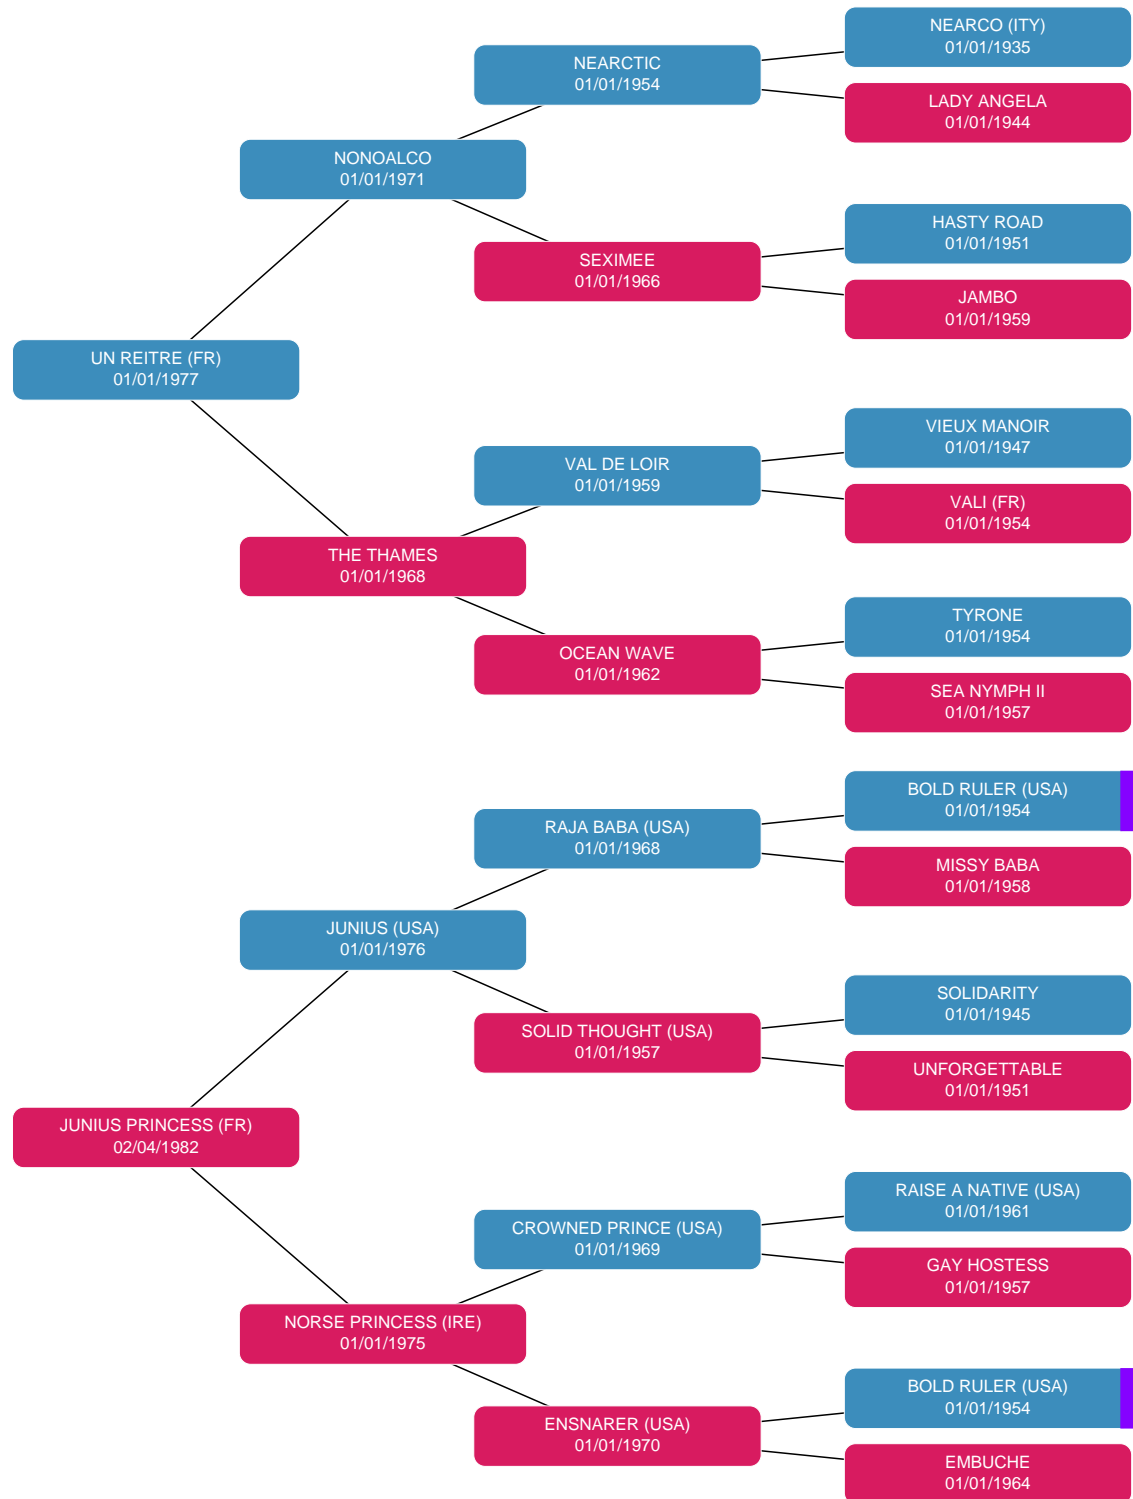 NEARCO (ITY)
01/01/1935
NEARCTIC
01/01/1954
LADY ANGELA
01/01/1944
NONOALCO
01/01/1971
HASTY ROAD
01/01/1951
SEXIMEE
01/01/1966
JAMBO
01/01/1959
UN REITRE (FR)
01/01/1977
VIEUX MANOIR
01/01/1947
VAL DE LOIR
01/01/1959
VALI (FR)
01/01/1954
THE THAMES
01/01/1968
TYRONE
01/01/1954
OCEAN WAVE
01/01/1962
SEA NYMPH II
01/01/1957
BOLD RULER (USA)
01/01/1954
RAJA BABA (USA)
01/01/1968
MISSY BABA
01/01/1958
JUNIUS (USA)
01/01/1976
SOLIDARITY
01/01/1945
SOLID THOUGHT (USA)
01/01/1957
UNFORGETTABLE
01/01/1951
JUNIUS PRINCESS (FR)
02/04/1982
RAISE A NATIVE (USA)
01/01/1961
CROWNED PRINCE (USA)
01/01/1969
GAY HOSTESS
01/01/1957
NORSE PRINCESS (IRE)
01/01/1975
BOLD RULER (USA)
01/01/1954
ENSNARER (USA)
01/01/1970
EMBUCHE
01/01/1964